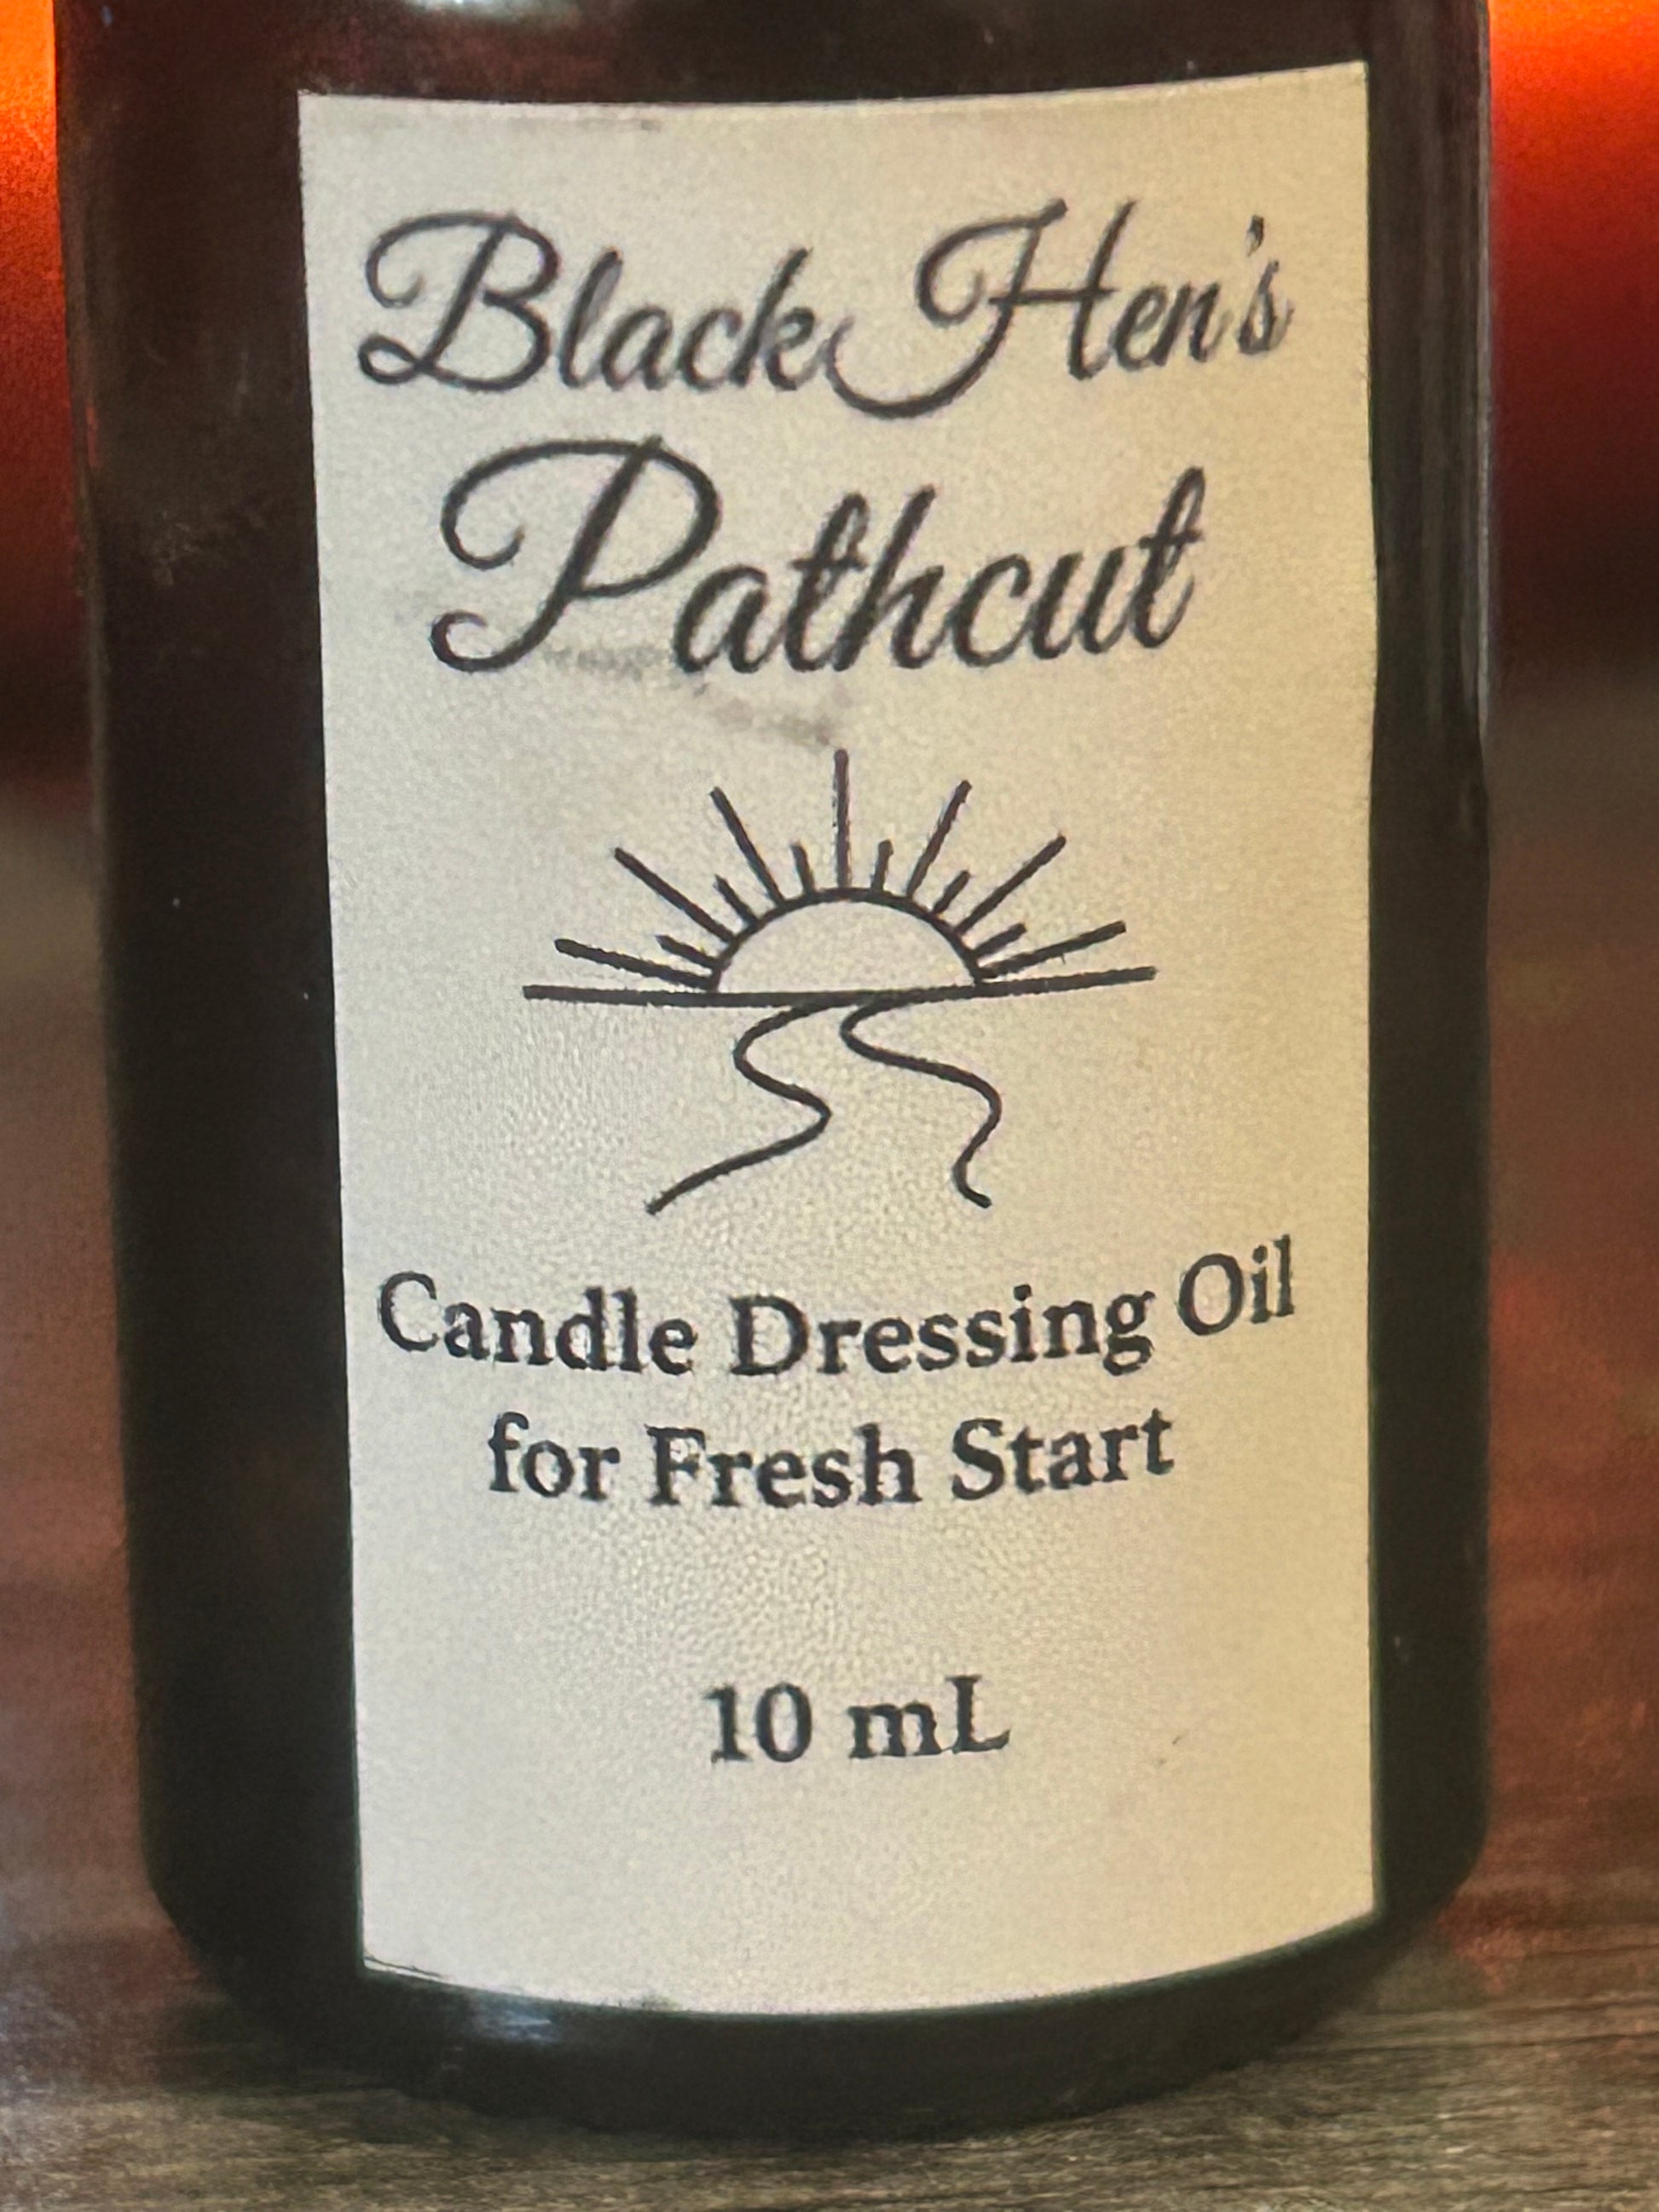 Black Hen's
Pathcut
Candle Dressing Oil
for Fresh Start
10 mL